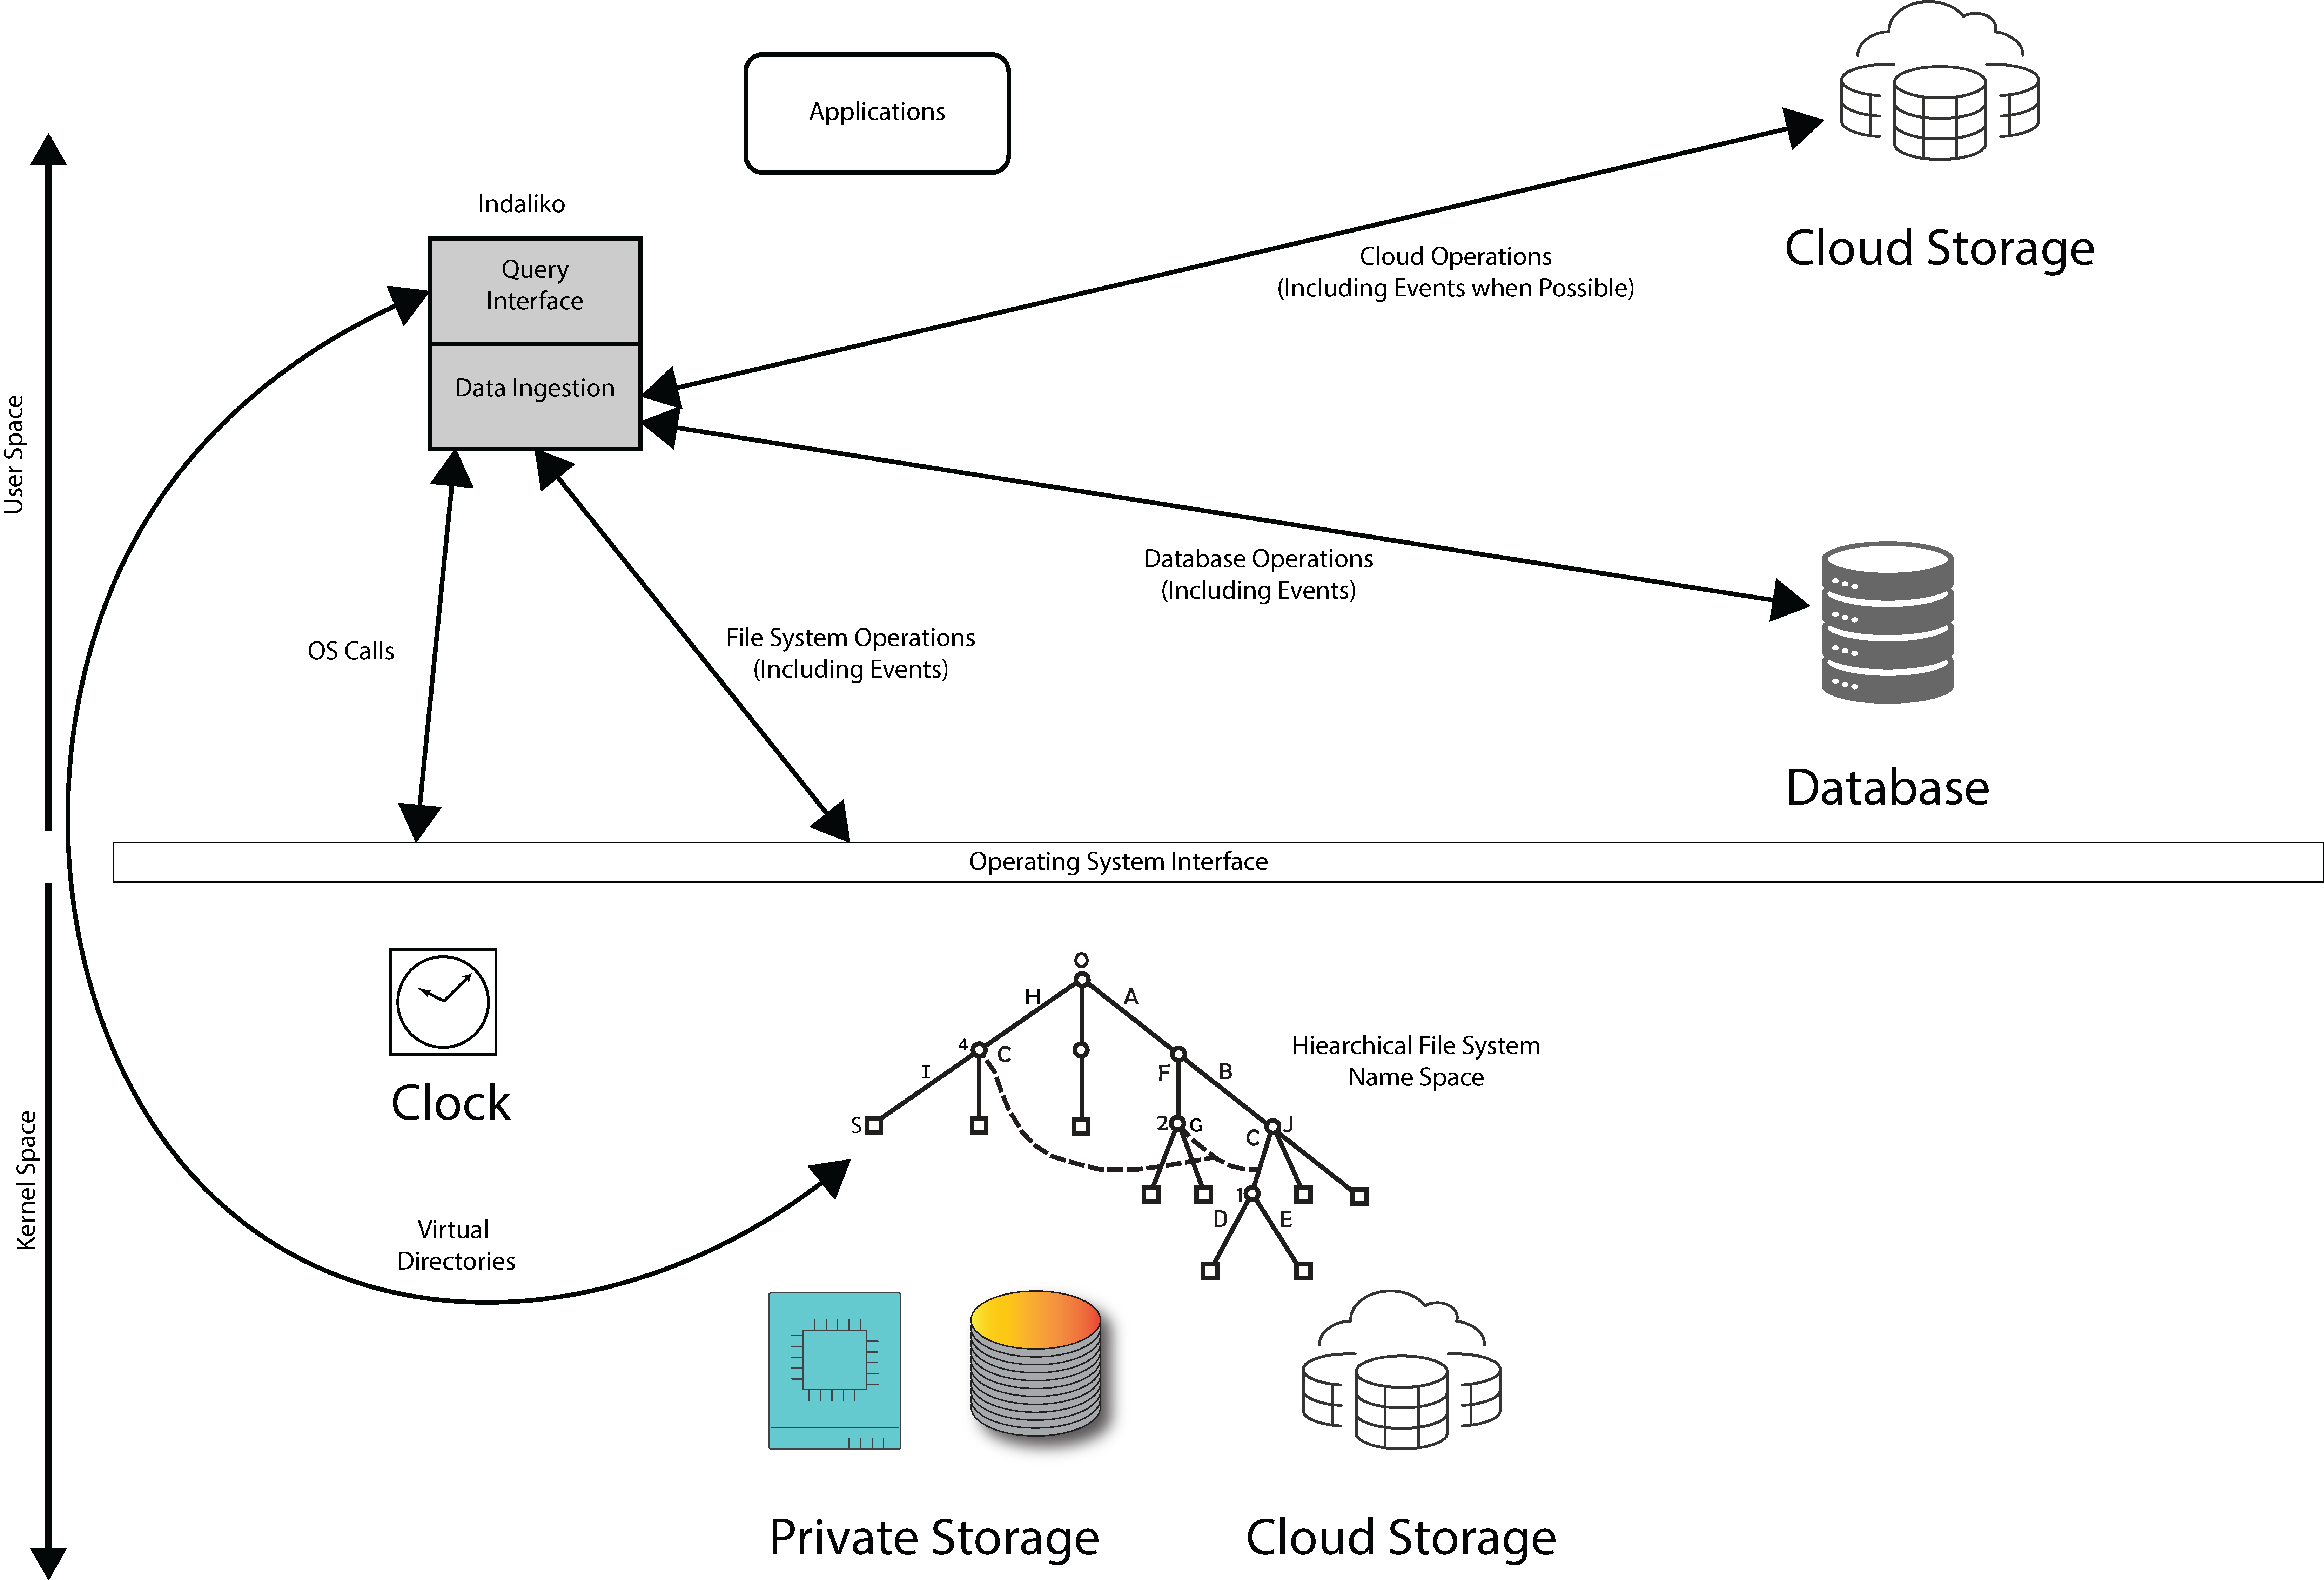 Applications
Cloud Storage
Indaliko
Query
Interface
Data Ingestion
Cloud Operations
(Including Events when Possible)
User Space
Database Operations
(Including Events)
OS Calls
File System Operations
(Including Events)
Database
Operating System Interface
Kernel Space
Clock
O
H
A
4
C
I
F
B
S
2
G
C
J
1
D
E
Hiearchical File System
Name Space
Virtual
Directories
Private Storage
Cloud Storage